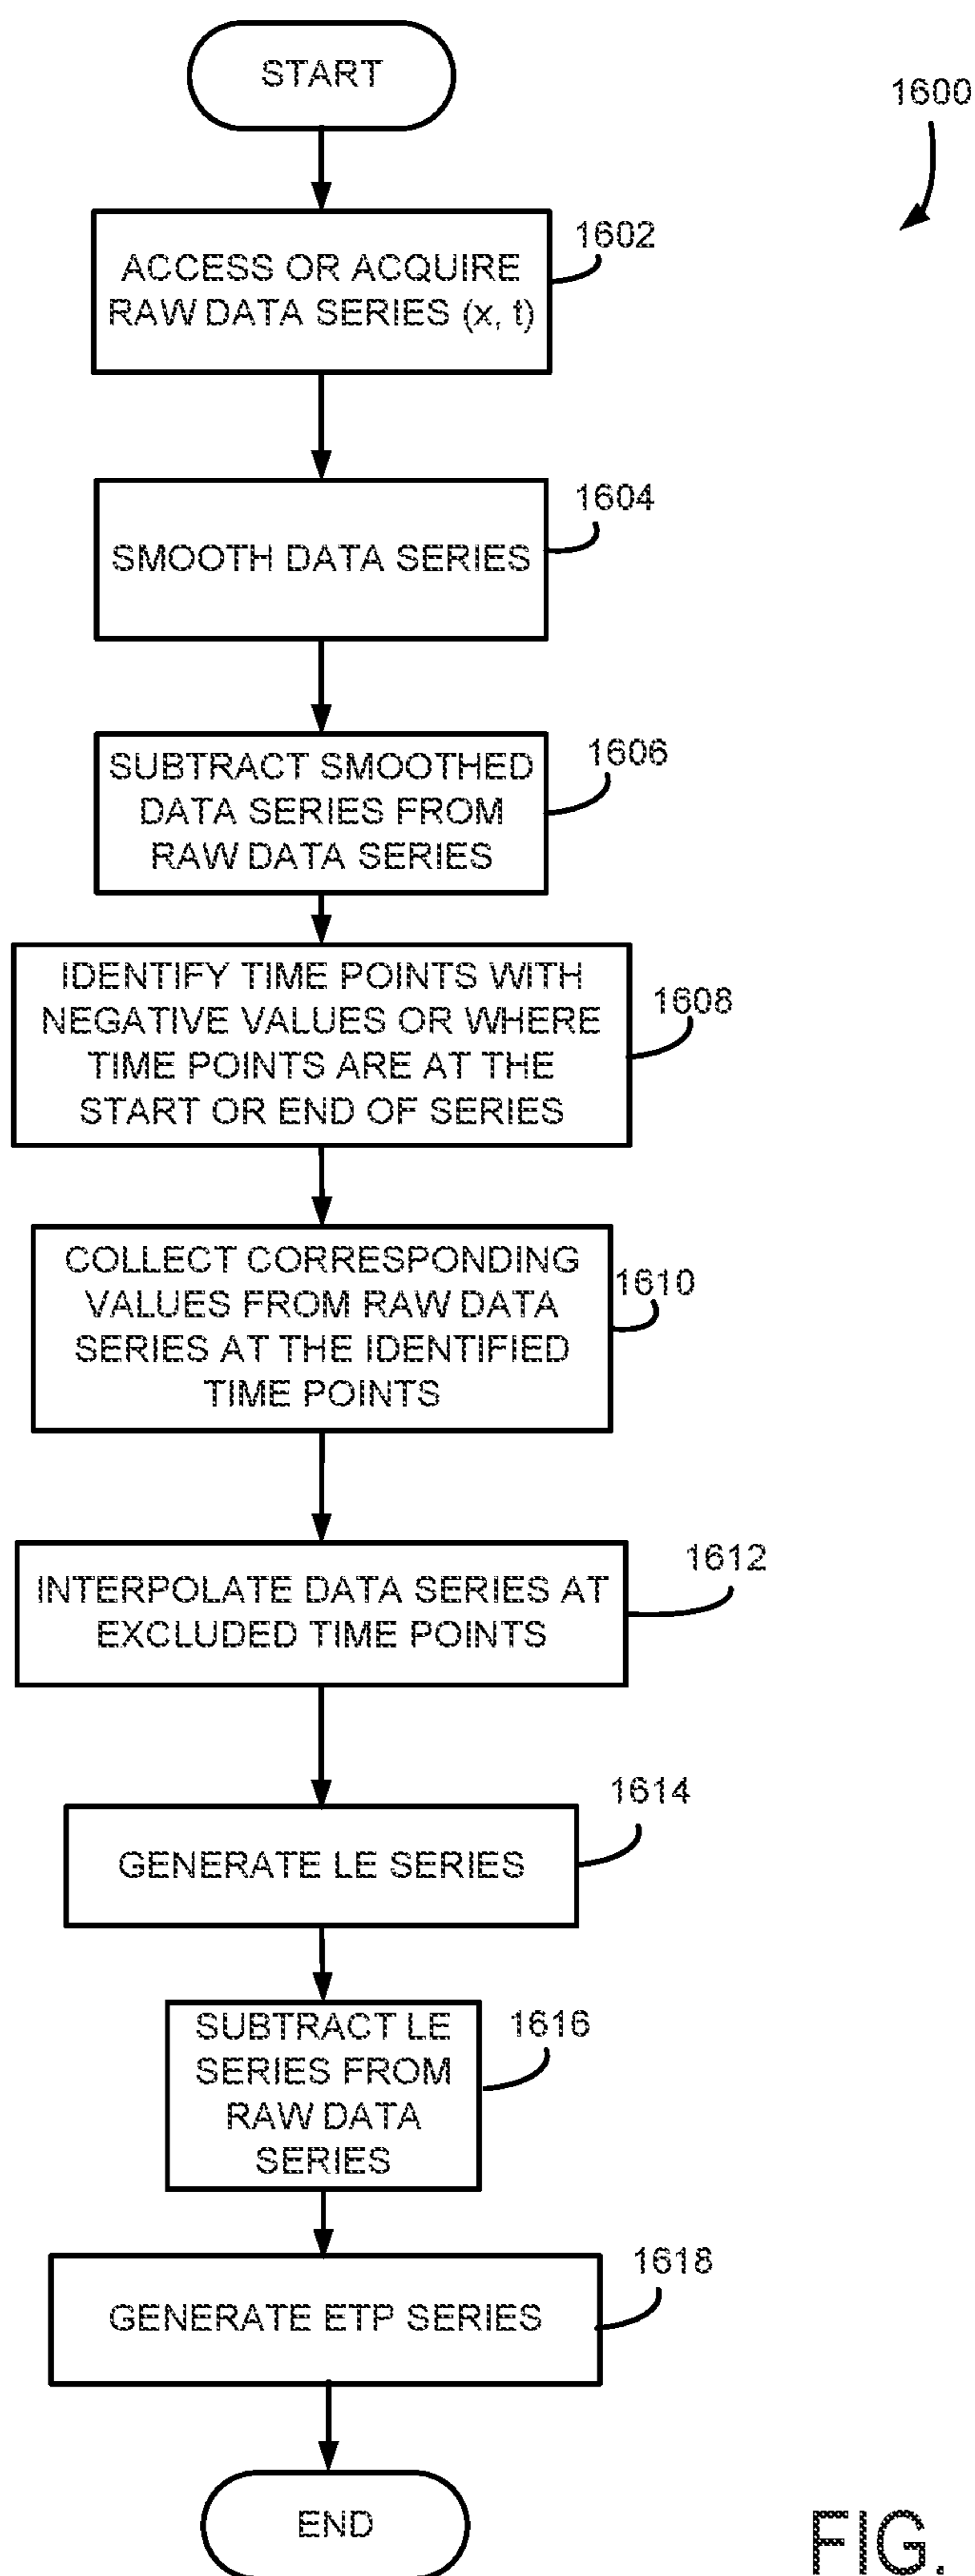 START
1600
1602
ACCESS OR ACQUIRE
RAW DATA SERIES (x, t)
1604
SMOOTH DATA SERIES
1606
SUBTRACT SMOOTHED
DATA SERIES FROM
RAW DATA SERIES
1608
IDENTIFY TIME POINTS WITH
NEGATIVE VALUES OR WHERE
TIME POINTS ARE AT THE
START OR END OF SERIES
1610
COLLECT CORRESPONDING
VALUES FROM RAW DATA
SERIES AT THE IDENTIFIED
TIME POINTS
1612
INTERPOLATE DATA SERIES AT
EXCLUDED TIME POINTS
1614
GENERATE LE SERIES
1616
SUBTRACT LE
SERIES FROM
RAW DATA
SERIES
1618
GENERATE ETP SERIES
END
FIG.